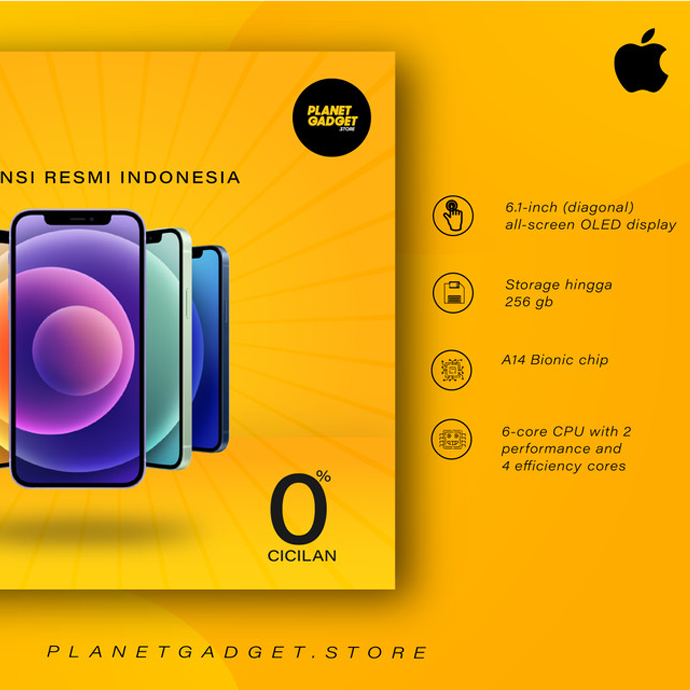 PLANET
GADGET
.STORE
NSI RESMI INDONESIA
6.1-inch (diagonal)
all-screen OLED display
Storage hingga
256 gb
A14 Bionic chip
6-core CPU with 2
performance and
4 efficiency cores
0%
CICILAN
PLANETGADGET.STORE